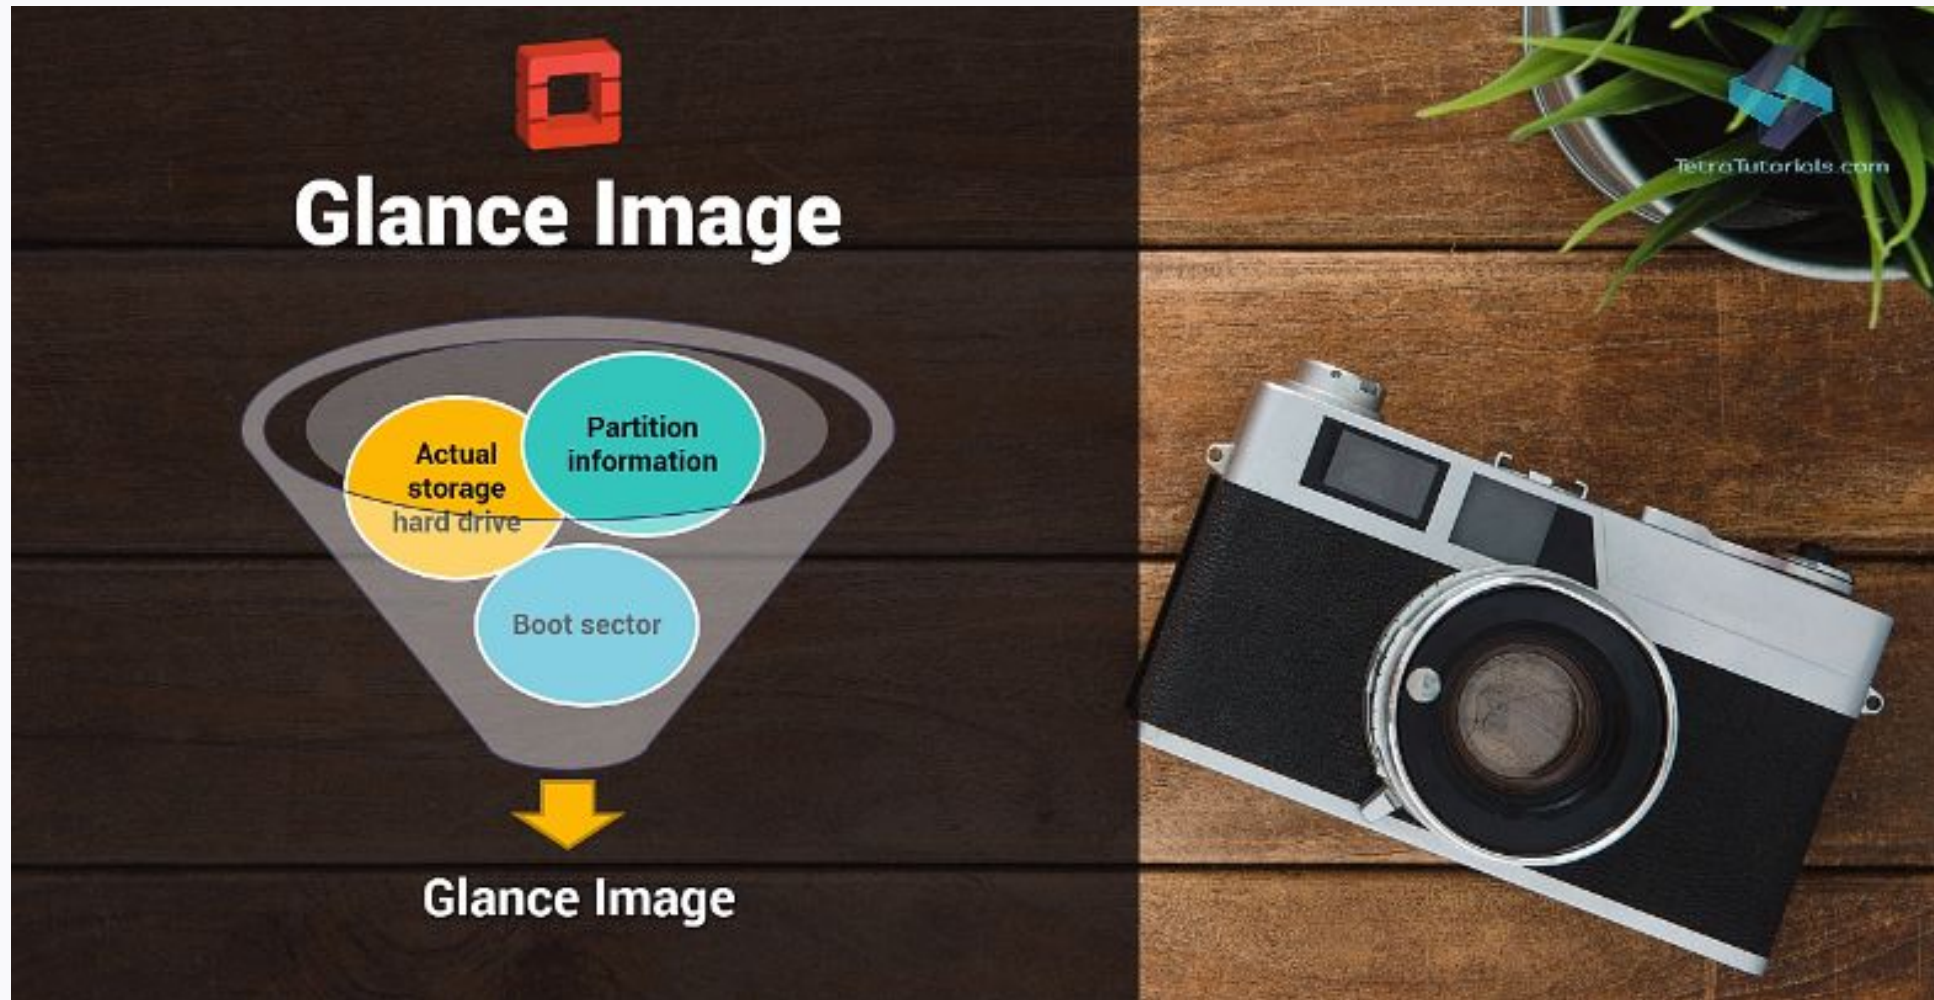 Glance Image
TetraTutorials.com
Partition
information
Actual
storage
hard drive
Boot sector
Glance Image